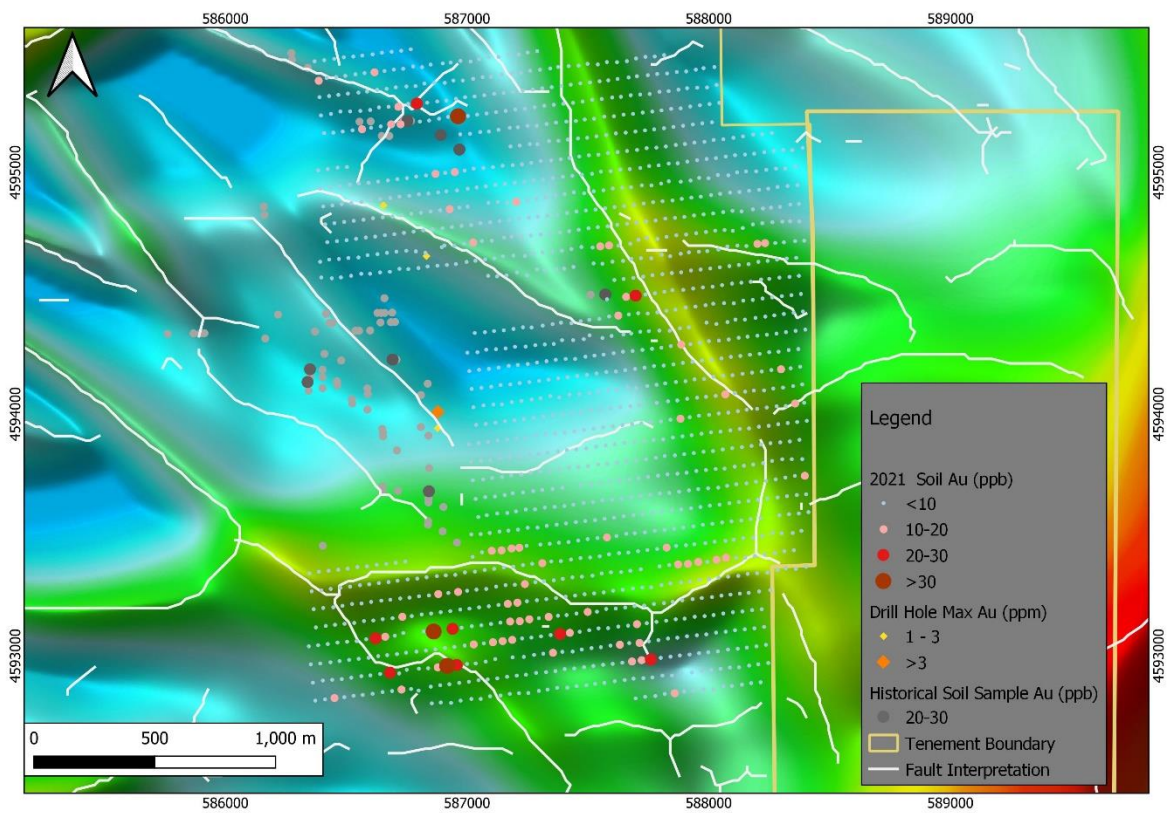 586000 587000 588000 589000
4595000 4595000
4594000 4594000
Legend
2021 Soil Au (ppb)
<10
10-20
20-30
>30
Drill Hole Max Au (ppm)
1 - 3
>3
Historical Soil Sample Au (ppb)
20-30
Tenement Boundary
Fault Interpretation
4593000 4593000
0 500 1,000 m
586000 587000 588000 589000